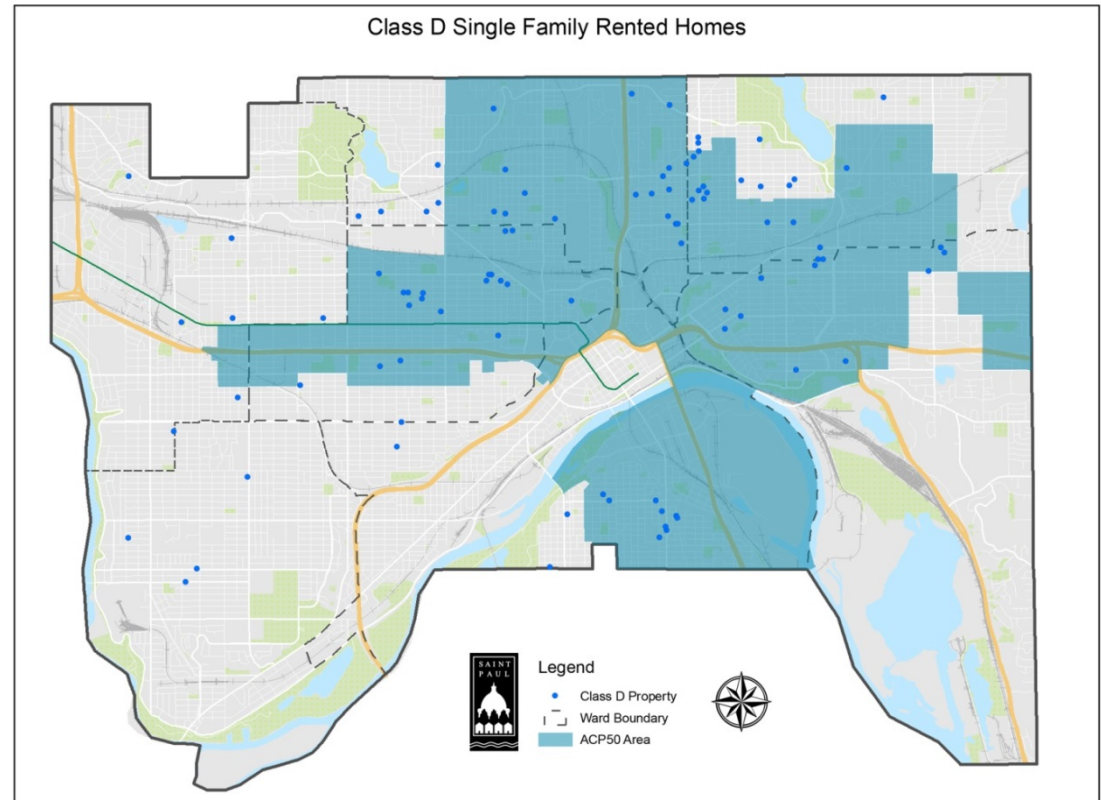 Class D Single Family Rented Homes
SAINT
PAUL
Legend
Class D Property
Ward Boundary
ACP50 Area